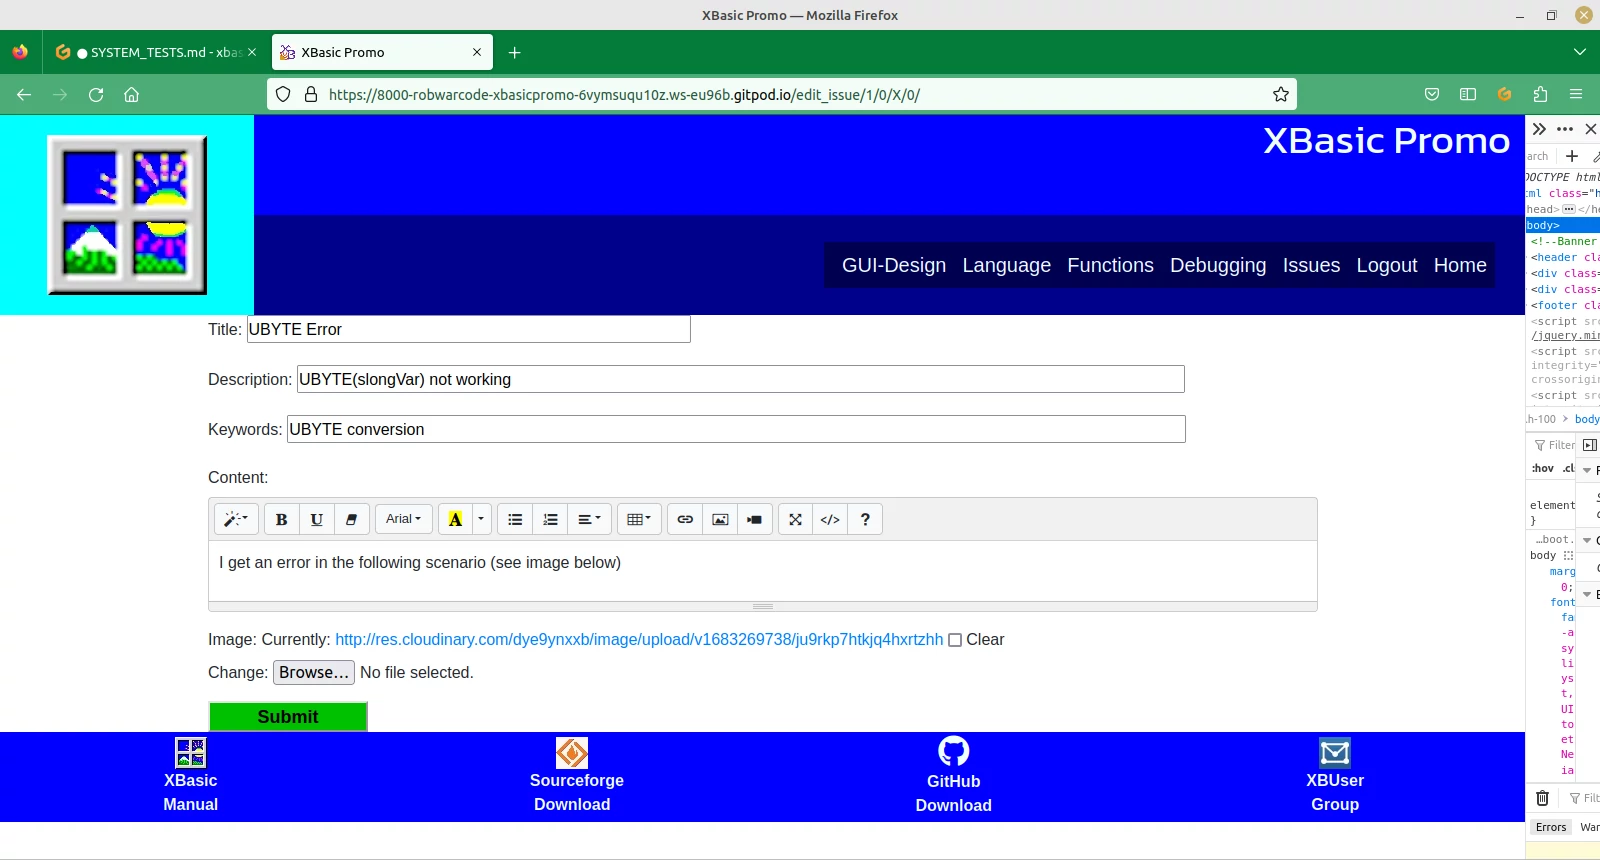 XBasic Promo — Mozilla Firefox
SYSTEM_TESTS.md - xbas
XBasic Promo
https://8000-robwarcode-xbasicpromo-6vymsuqu10z.ws-eu96b.gitpod.io/edit_issue/1/0/X/0/
XBasic Promo
GUI-Design Language Functions Debugging Issues Logout Home
Title: UBYTE Error
Description: UBYTE(slongVar) not working
Keywords: UBYTE conversion
Content:
B U Arial A </> ?
I get an error in the following scenario (see image below)
Image: Currently: http://res.cloudinary.com/dye9ynxxb/image/upload/v1683269738/ju9rkp7htkjq4hxrtzhh Clear
Change: Browse... No file selected.
Submit
XBasic Manual
Sourceforge Download
GitHub Download
XBUser Group
arch
DOCTYPE html
tml class="h
head> </he
body>
<!--Banner
<header cla
<div class=
<div class=
<footer cla
<script src
/jquery.min
<script src
integrity="
crossorigin
<script src
.h-100 > body
Filter
:hov .cl
element
}
…boot.
body
marg
0;
font
fa
-a
sy
li
ys
t,
UI
to
et
Ne
ia
Filt
Errors War